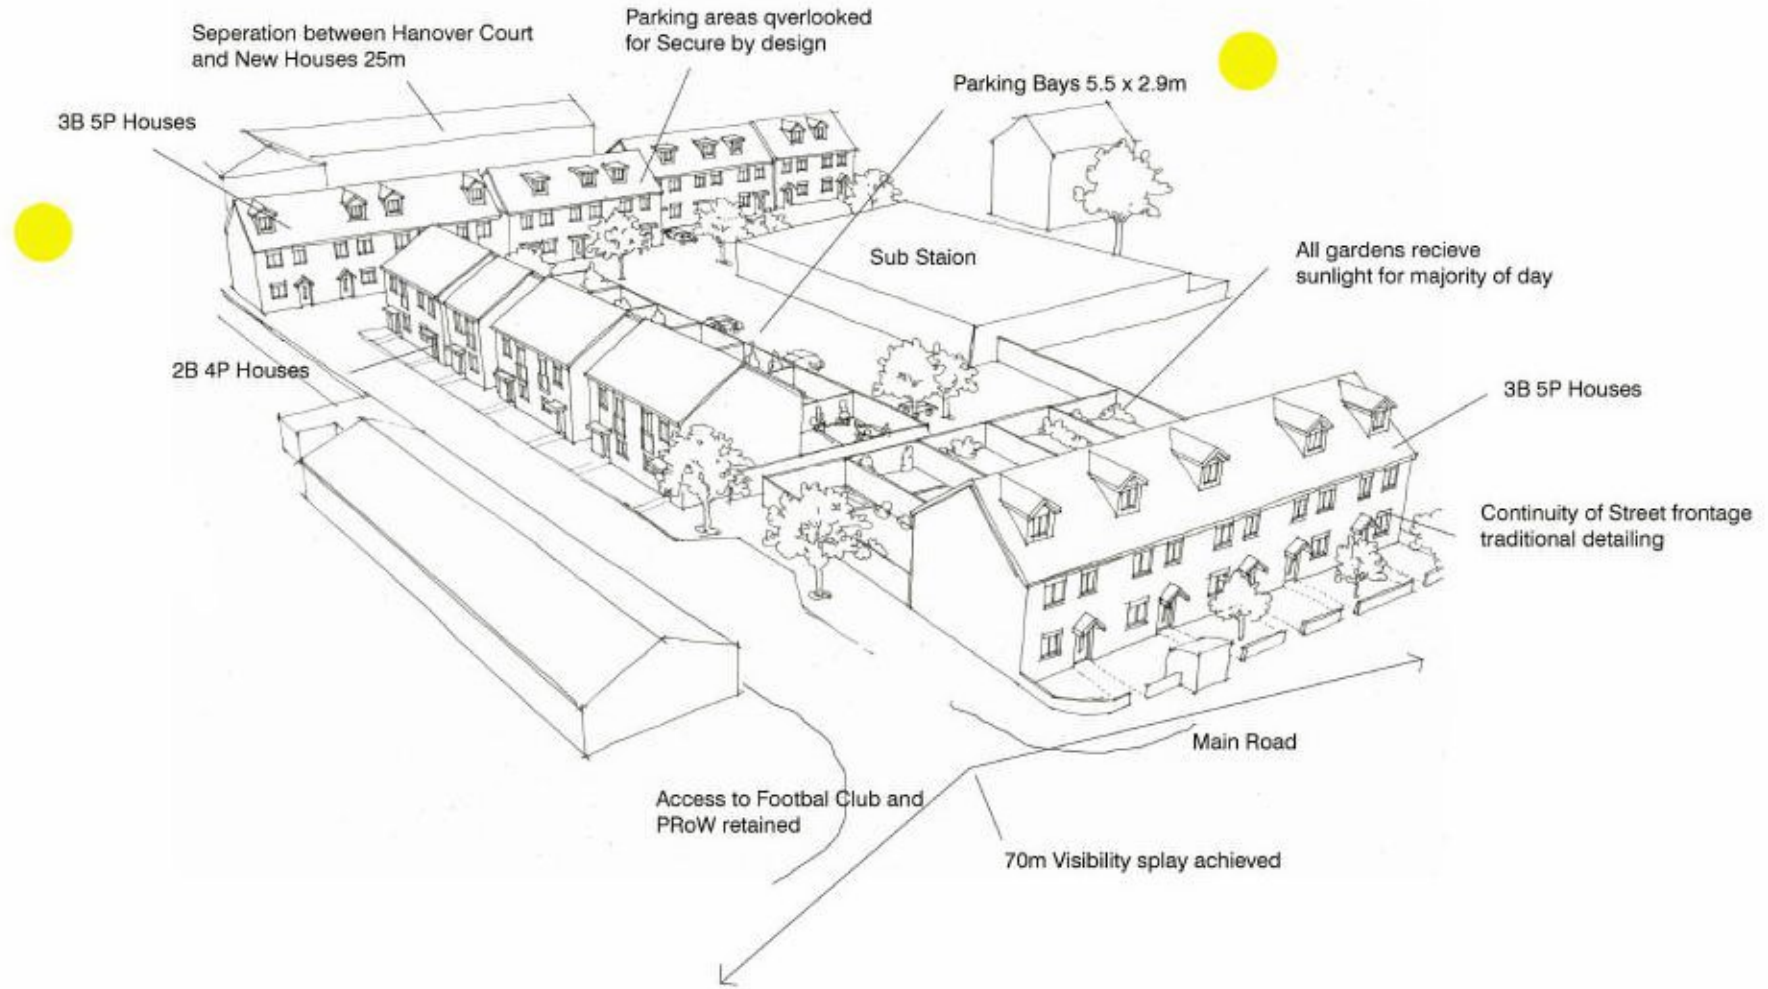 Seperation between Hanover Court
and New Houses 25m
Parking areas qverlooked
for Secure by design
Parking Bays 5.5 x 2.9m
3B 5P Houses
Sub Staion
All gardens recieve
sunlight for majority of day
2B 4P Houses
3B 5P Houses
Continuity of Street frontage
traditional detailing
Main Road
Access to Footbal Club and
PRoW retained
70m Visibility splay achieved